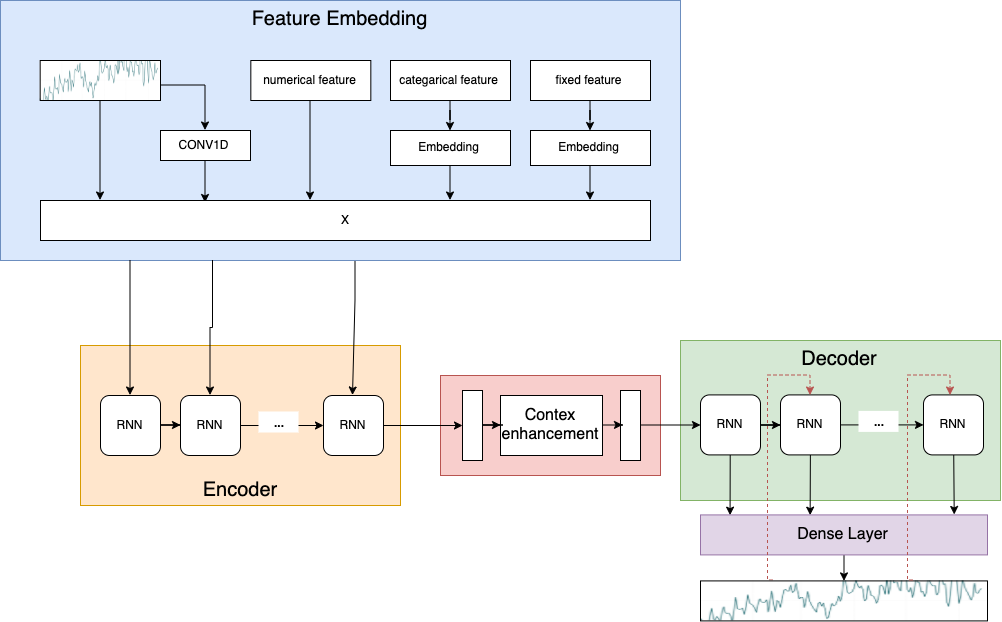 Feature Embedding
numerical feature
categarical feature
fixed feature
CONV1D
Embedding
Embedding
X
Decoder
RNN
RNN
...
RNN
Contex
enhancement
RNN
RNN
...
RNN
Encoder
Dense Layer